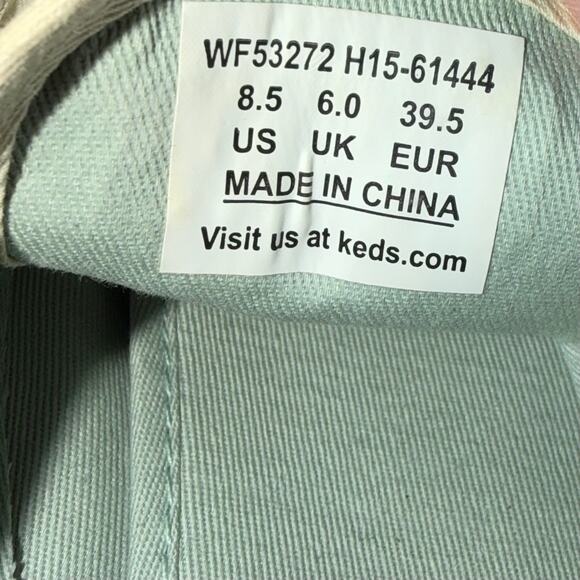 WF53272 H15-61444
8.5 6.0 39.5
US UK EUR
MADE IN CHINA
Visit us at keds.com